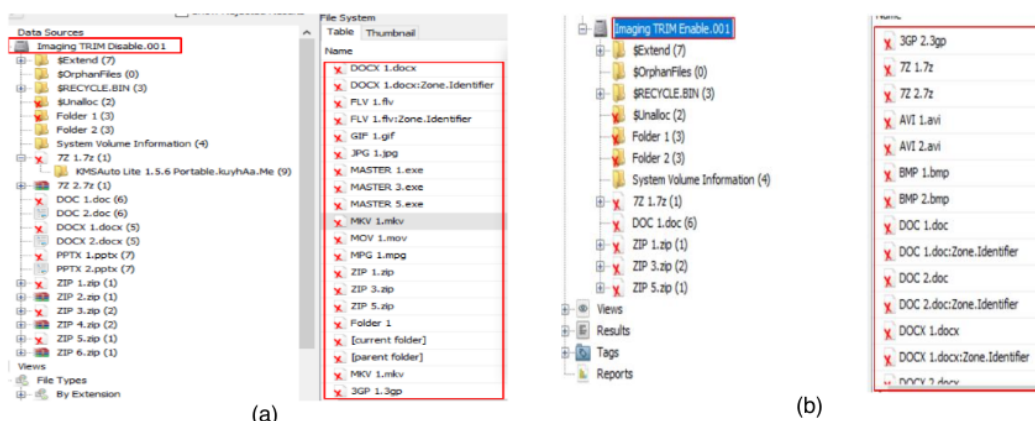 Data Sources
Imaging TRIM Disable.001
$Extend (7)
$OrphanFiles (0)
$RECYCLE.BIN (3)
$Unalloc (2)
Folder 1 (3)
Folder 2 (3)
System Volume Information (4)
7Z 1.7z (1)
KMSAuto Lite 1.5.6 Portable.kuyhAa.Me (9)
7Z 2.7z (1)
DOC 1.doc (6)
DOC 2.doc (6)
DOCX 1.docx (5)
DOCX 2.docx (5)
PPTX 1.pptx (7)
PPTX 2.pptx (7)
ZIP 1.zip (1)
ZIP 2.zip (1)
ZIP 3.zip (2)
ZIP 4.zip (2)
ZIP 5.zip (1)
ZIP 6.zip (1)
Views
File Types
By Extension
File System
Table Thumbnail
Name
DOCX 1.docx
DOCX 1.docx:Zone.Identifier
FLV 1.flv
FLV 1.flv:Zone.Identifier
GIF 1.gif
JPG 1.jpg
MASTER 1.exe
MASTER 3.exe
MASTER 5.exe
MKV 1.mkv
MOV 1.mov
MPG 1.mpg
ZIP 1.zip
ZIP 3.zip
ZIP 5.zip
Folder 1
[current folder]
[parent folder]
MKV 1.mkv
3GP 1.3gp
(a)
Imaging TRIM Enable.001
$Extend (7)
$OrphanFiles (0)
$RECYCLE.BIN (3)
$Unalloc (2)
Folder 1 (3)
Folder 2 (3)
System Volume Information (4)
7Z 1.7z (1)
DOC 1.doc (6)
ZIP 1.zip (1)
ZIP 3.zip (2)
ZIP 5.zip (1)
Views
Results
Tags
Reports
3GP 2.3gp
7Z 1.7z
7Z 2.7z
AVI 1.avi
AVI 2.avi
BMP 1.bmp
BMP 2.bmp
DOC 1.doc
DOC 1.doc:Zone.Identifier
DOC 2.doc
DOC 2.doc:Zone.Identifier
DOCX 1.docx
DOCX 1.docx:Zone.Identifier
DOCX 2.docx
(b)